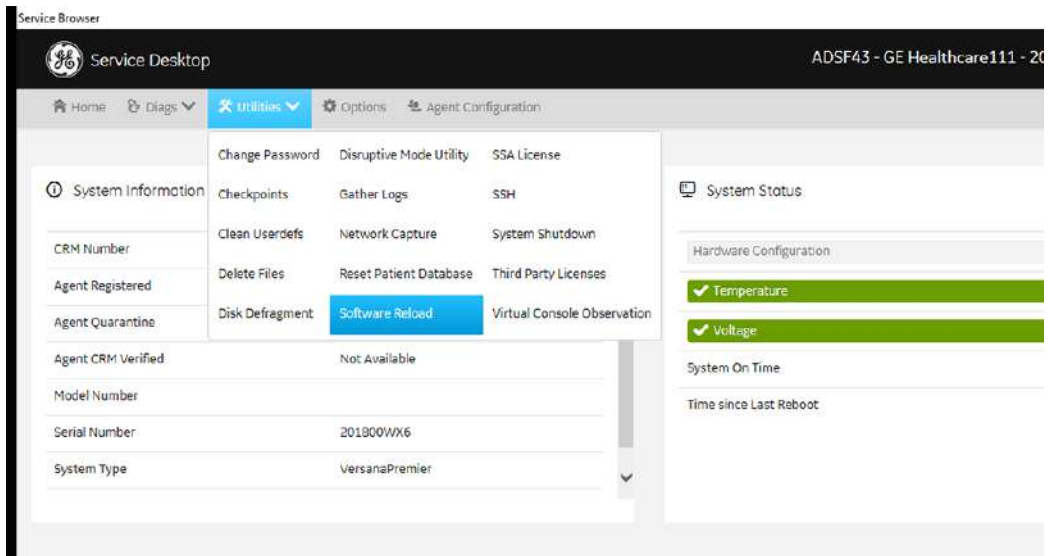 Service Browser
Service Desktop
ADSF43 - GE Healthcare111 - 20
Home Diags Utilities Options Agent Configuration
Change Password Disruptive Mode Utility SSA License
Checkpoints Gather Logs SSH
Clean Userdefs Network Capture System Shutdown
Delete Files Reset Patient Database Third Party Licenses
Disk Defragment Software Reload Virtual Console Observation
System Information
CRM Number
Agent Registered
Agent Quarantine
Agent CRM Verified Not Available
Model Number
Serial Number 201800WX6
System Type VersanaPremier
System Status
Hardware Configuration
Temperature
Voltage
System On Time
Time since Last Reboot